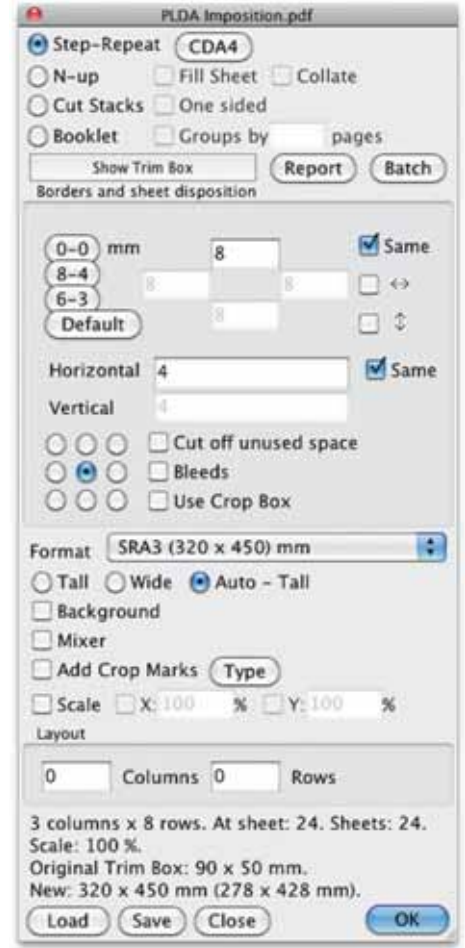 PLDA Imposition.pdf
Step-Repeat CDA4
N-up Fill Sheet Collate
Cut Stacks One sided
Booklet Groups by pages
Show Trim Box Report Batch
Borders and sheet disposition
0-0 mm 8 Same
8-4 8 8 ↔
6-3
Default 8 ↕
Horizontal 4 Same
Vertical 4
Cut off unused space
Bleeds
Use Crop Box
Format SRA3 (320 x 450) mm
Tall Wide Auto - Tall
Background
Mixer
Add Crop Marks Type
Scale X: 100 % Y: 100 %
Layout
0 Columns 0 Rows
3 columns x 8 rows. At sheet: 24. Sheets: 24.
Scale: 100 %.
Original Trim Box: 90 x 50 mm.
New: 320 x 450 mm (278 x 428 mm).
Load Save Close OK